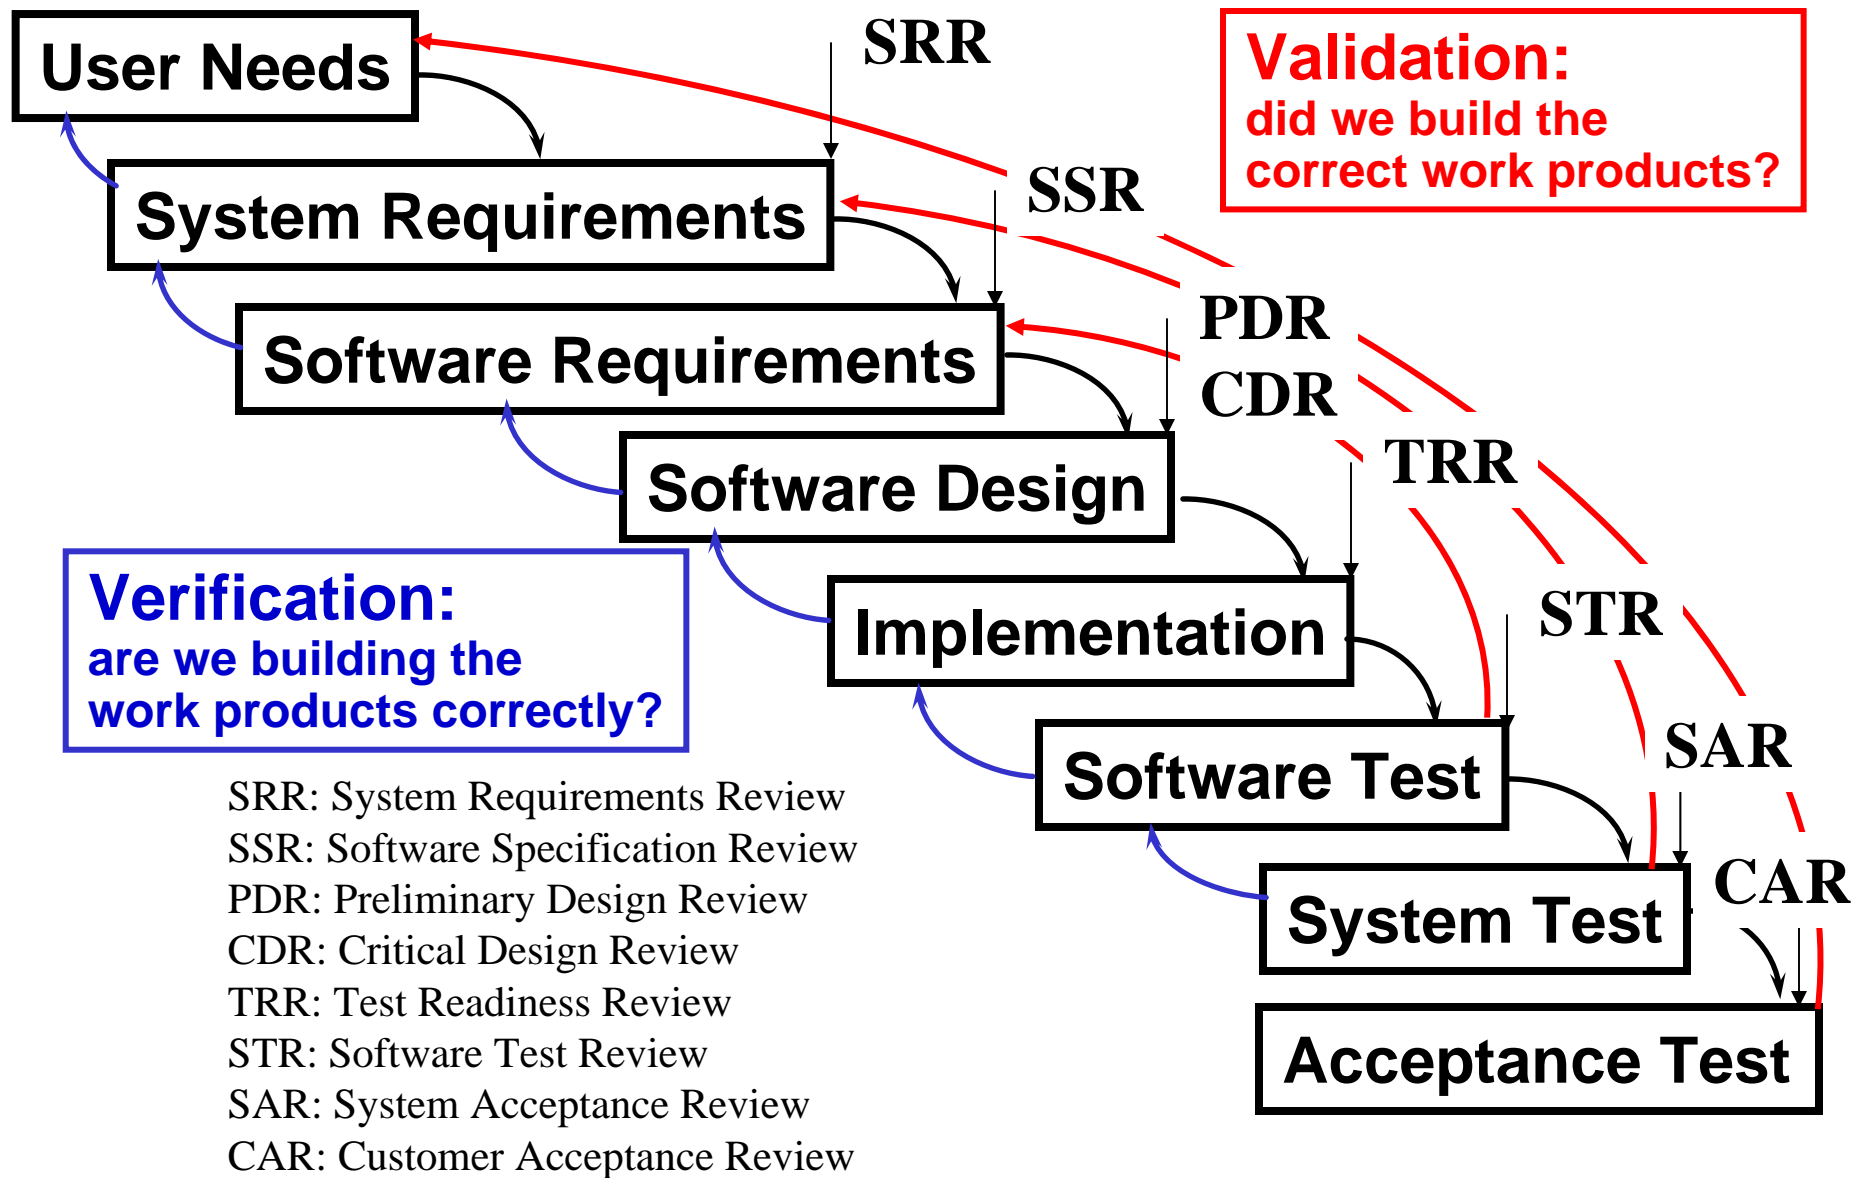 User Needs
SRR
Validation:
did we build the
correct work products?
System Requirements
SSR
Software Requirements
PDR
CDR
Software Design
TRR
Verification:
are we building the
work products correctly?
Implementation
STR
Software Test
SAR
System Test
CAR
Acceptance Test
SRR: System Requirements Review
SSR: Software Specification Review
PDR: Preliminary Design Review
CDR: Critical Design Review
TRR: Test Readiness Review
STR: Software Test Review
SAR: System Acceptance Review
CAR: Customer Acceptance Review